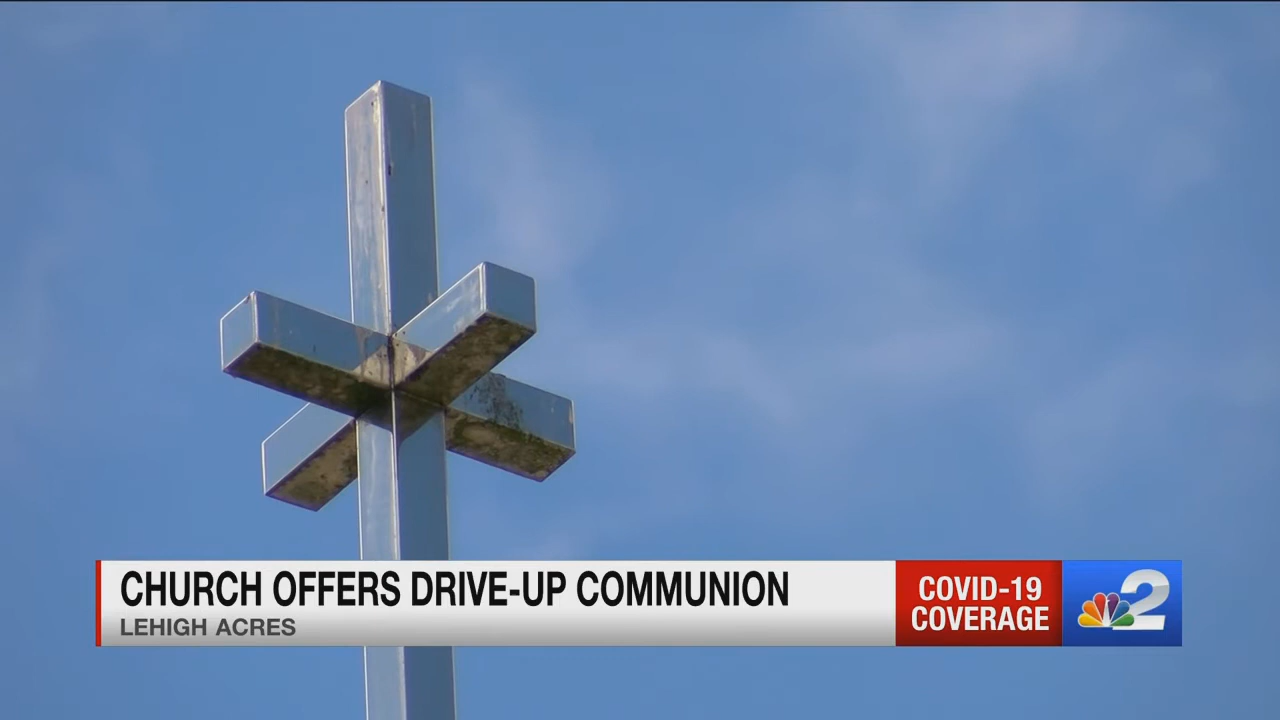 CHURCH OFFERS DRIVE-UP COMMUNION
LEHIGH ACRES
COVID-19
COVERAGE
2